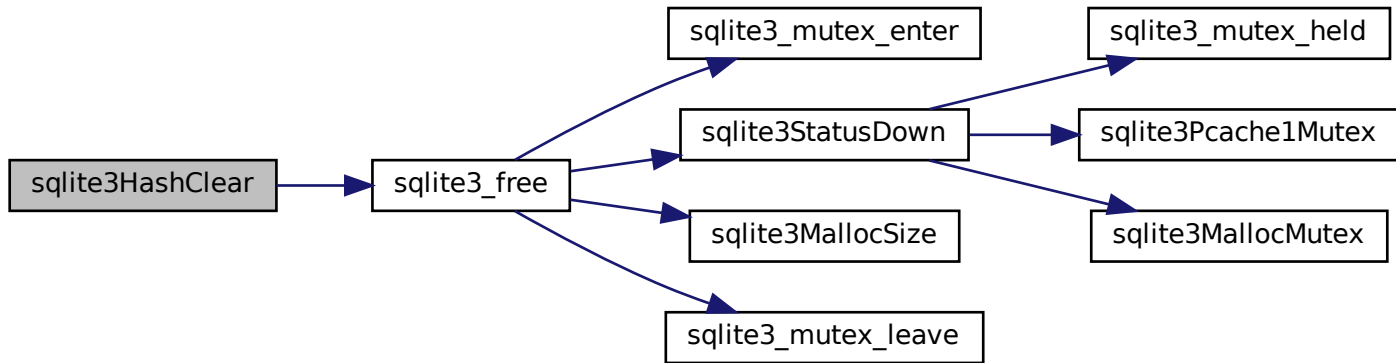 sqlite3HashClear
sqlite3_free
sqlite3_mutex_enter
sqlite3StatusDown
sqlite3MallocSize
sqlite3_mutex_leave
sqlite3_mutex_held
sqlite3Pcache1Mutex
sqlite3MallocMutex